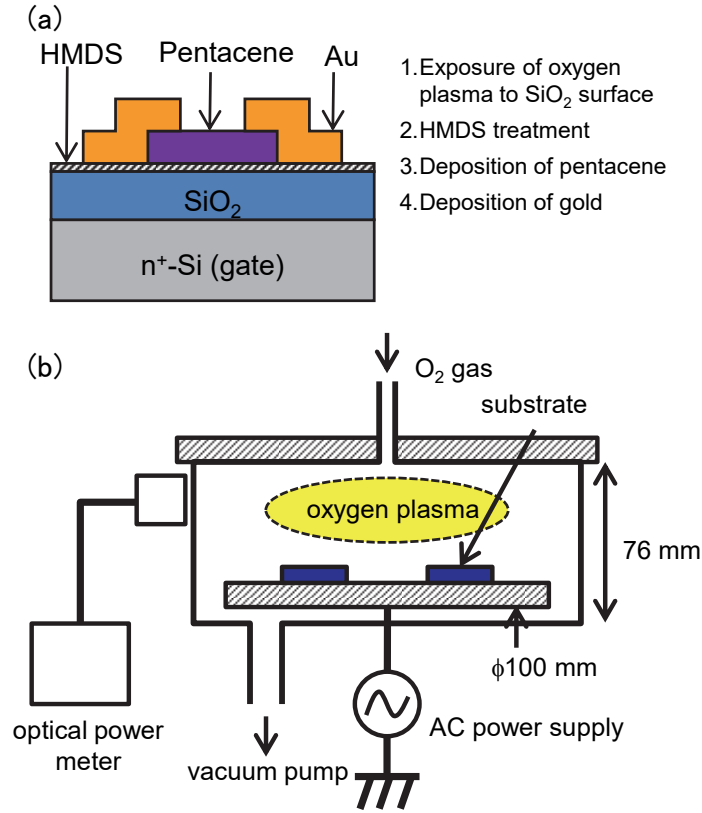 (a)
HMDS
Pentacene
Au
SiO₂
n⁺-Si (gate)
1.Exposure of oxygen
plasma to SiO₂ surface
2.HMDS treatment
3.Deposition of pentacene
4.Deposition of gold
(b)
O₂ gas
substrate
oxygen plasma
76 mm
ϕ100 mm
optical power
meter
vacuum pump
AC power supply